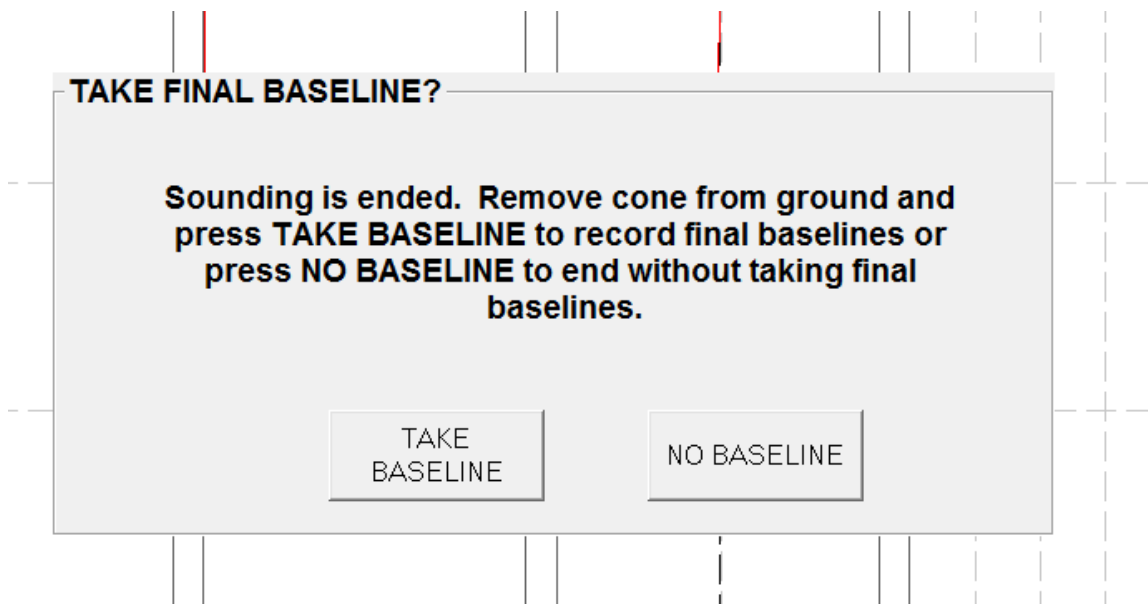 TAKE FINAL BASELINE?
Sounding is ended.  Remove cone from ground and
press TAKE BASELINE to record final baselines or
press NO BASELINE to end without taking final
baselines.
TAKE
BASELINE
NO BASELINE